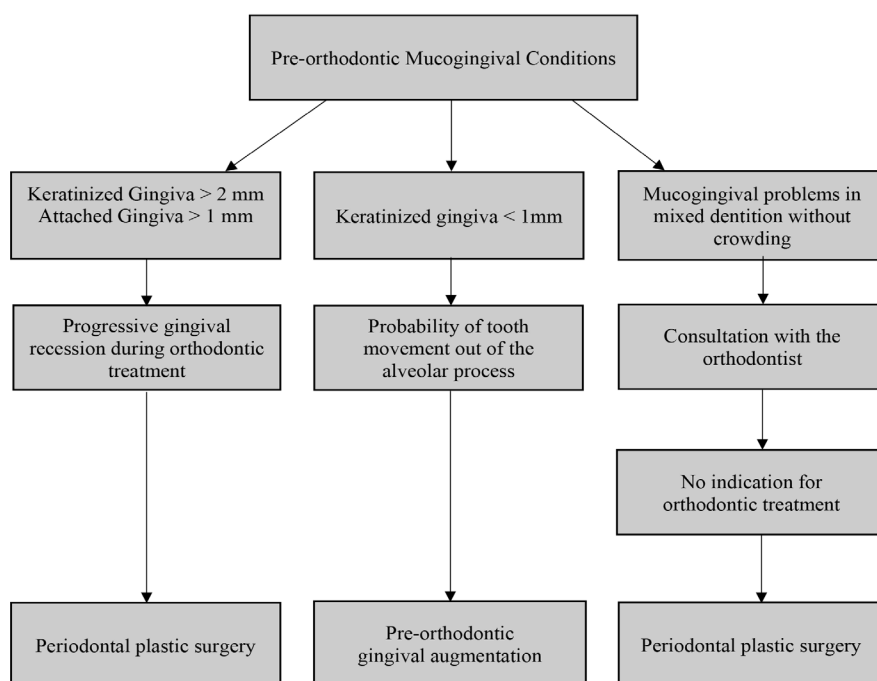 Pre-orthodontic Mucogingival Conditions
Keratinized Gingiva > 2 mm
Attached Gingiva > 1 mm
Keratinized gingiva < 1mm
Mucogingival problems in
mixed dentition without
crowding
Progressive gingival
recession during orthodontic
treatment
Probability of tooth
movement out of the
alveolar process
Consultation with the
orthodontist
No indication for
orthodontic treatment
Periodontal plastic surgery
Pre-orthodontic
gingival augmentation
Periodontal plastic surgery